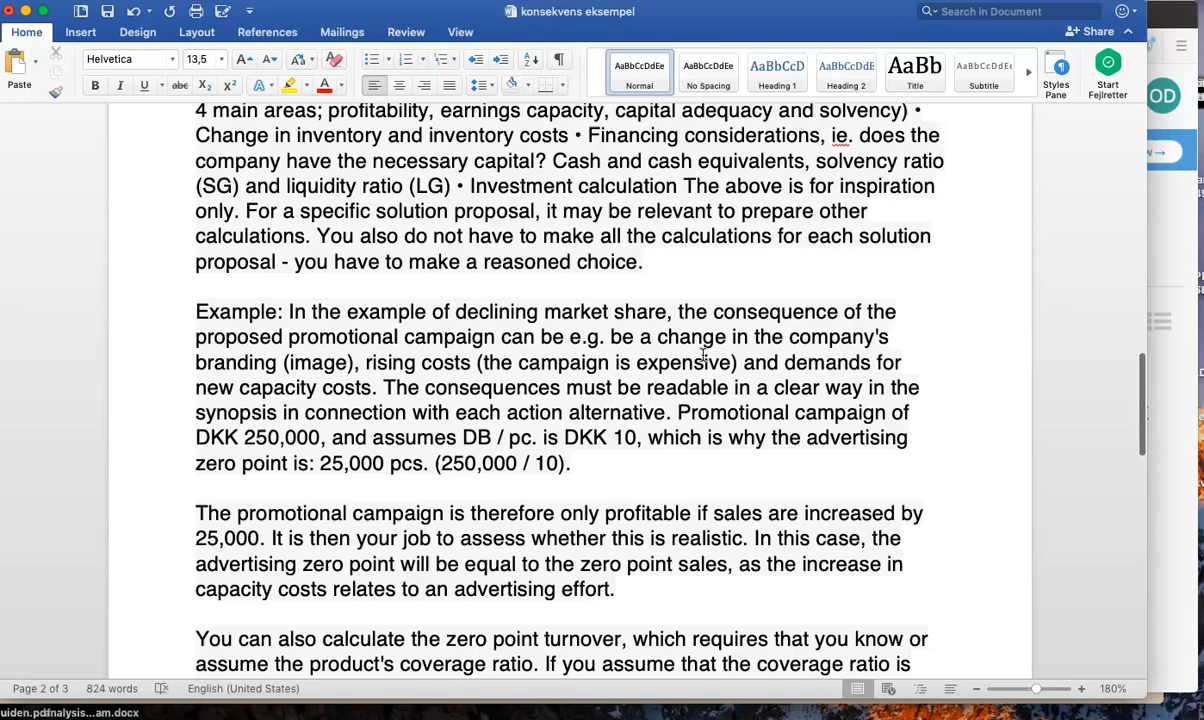 konsekvens eksempel
Search in Document
Home Insert Design Layout References Mailings Review View Share
Paste Helvetica 13,5
AaBbCcDdEe AaBbCcDdEe AaBbCcD AaBbCcDdE AaBb AaBbCcDdEe
Normal No Spacing Heading 1 Heading 2 Title Subtitle
Styles Pane
Start Fejlretter
OD
4 main areas; profitability, earnings capacity, capital adequacy and solvency) •
Change in inventory and inventory costs • Financing considerations, ie. does the
company have the necessary capital? Cash and cash equivalents, solvency ratio
(SG) and liquidity ratio (LG) • Investment calculation The above is for inspiration
only. For a specific solution proposal, it may be relevant to prepare other
calculations. You also do not have to make all the calculations for each solution
proposal - you have to make a reasoned choice.
Example: In the example of declining market share, the consequence of the
proposed promotional campaign can be e.g. be a change in the company's
branding (image), rising costs (the campaign is expensive) and demands for
new capacity costs. The consequences must be readable in a clear way in the
synopsis in connection with each action alternative. Promotional campaign of
DKK 250,000, and assumes DB / pc. is DKK 10, which is why the advertising
zero point is: 25,000 pcs. (250,000 / 10).
The promotional campaign is therefore only profitable if sales are increased by
25,000. It is then your job to assess whether this is realistic. In this case, the
advertising zero point will be equal to the zero point sales, as the increase in
capacity costs relates to an advertising effort.
You can also calculate the zero point turnover, which requires that you know or
assume the product's coverage ratio. If you assume that the coverage ratio is
Page 2 of 3 824 words English (United States) 180%
uiden.pdfnalysis...am.docx